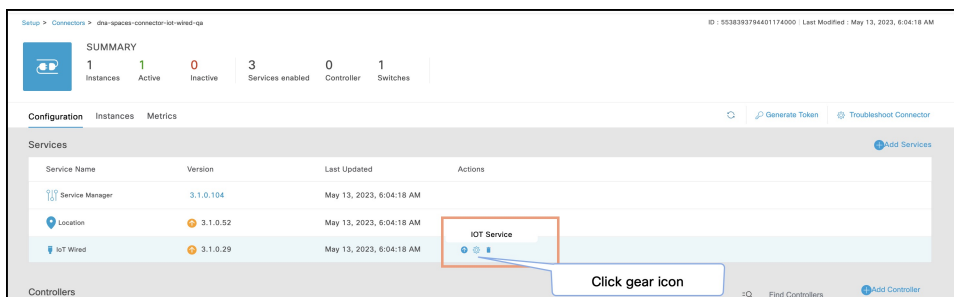 Setup > Connectors > dna-spaces-connector-iot-wired-qa
ID : 5538393794401174000 | Last Modified : May 13, 2023, 6:04:18 AM
SUMMARY
1 1 0 3 0 1
Instances Active Inactive Services enabled Controller Switches
Configuration Instances Metrics Generate Token Troubleshoot Connector
Services Add Services
Service Name Version Last Updated Actions
Service Manager 3.1.0.104 May 13, 2023, 6:04:18 AM
Location 3.1.0.52 May 13, 2023, 6:04:18 AM
IOT Service
IoT Wired 3.1.0.29 May 13, 2023, 6:04:18 AM
Click gear icon
Controllers Find Controllers Add Controller